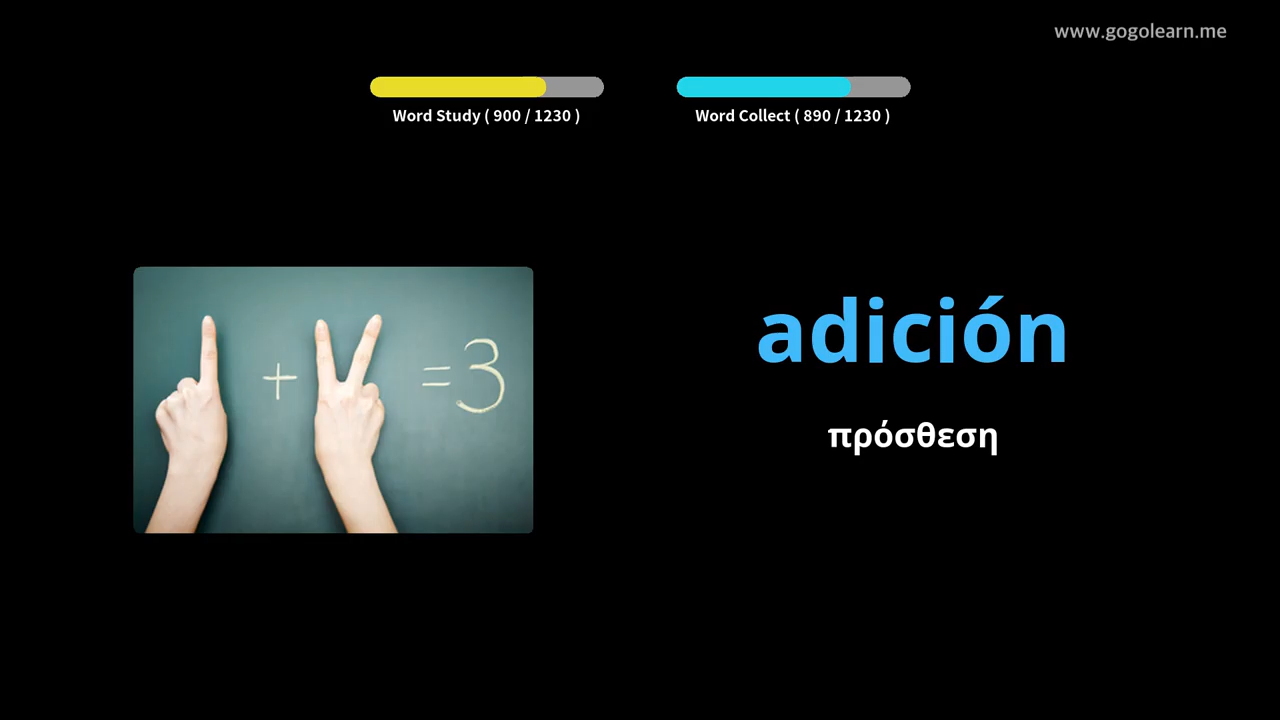 www.gogolearn.me
Word Study ( 900 / 1230 )
Word Collect ( 890 / 1230 )
+ = 3
adición
πρόσθεση